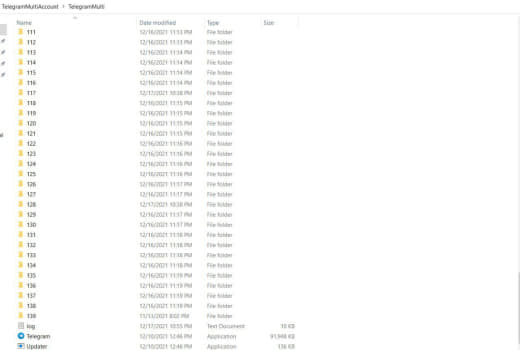 TelegramMultiAccount > TelegramMulti
Name Date modified Type Size
111 12/16/2021 11:13 PM File folder
112 12/16/2021 11:13 PM File folder
113 12/16/2021 11:14 PM File folder
114 12/16/2021 11:14 PM File folder
115 12/16/2021 11:14 PM File folder
116 12/16/2021 11:14 PM File folder
117 12/17/2021 10:38 PM File folder
118 12/16/2021 11:15 PM File folder
119 12/16/2021 11:15 PM File folder
120 12/16/2021 11:15 PM File folder
121 12/16/2021 11:15 PM File folder
122 12/16/2021 11:16 PM File folder
123 12/16/2021 11:16 PM File folder
124 12/16/2021 11:16 PM File folder
125 12/16/2021 11:16 PM File folder
126 12/16/2021 11:17 PM File folder
127 12/16/2021 11:17 PM File folder
128 12/17/2021 10:38 PM File folder
129 12/16/2021 11:17 PM File folder
130 12/16/2021 11:17 PM File folder
131 12/16/2021 11:18 PM File folder
132 12/16/2021 11:18 PM File folder
133 12/16/2021 11:18 PM File folder
134 12/16/2021 11:18 PM File folder
135 12/16/2021 11:19 PM File folder
136 12/16/2021 11:19 PM File folder
137 12/16/2021 11:19 PM File folder
138 12/16/2021 11:19 PM File folder
139 11/13/2021 8:02 PM File folder
log 12/17/2021 10:55 PM Text Document 10 KB
Telegram 12/10/2021 12:46 PM Application 91,948 KB
Updater 12/10/2021 12:46 PM Application 136 KB